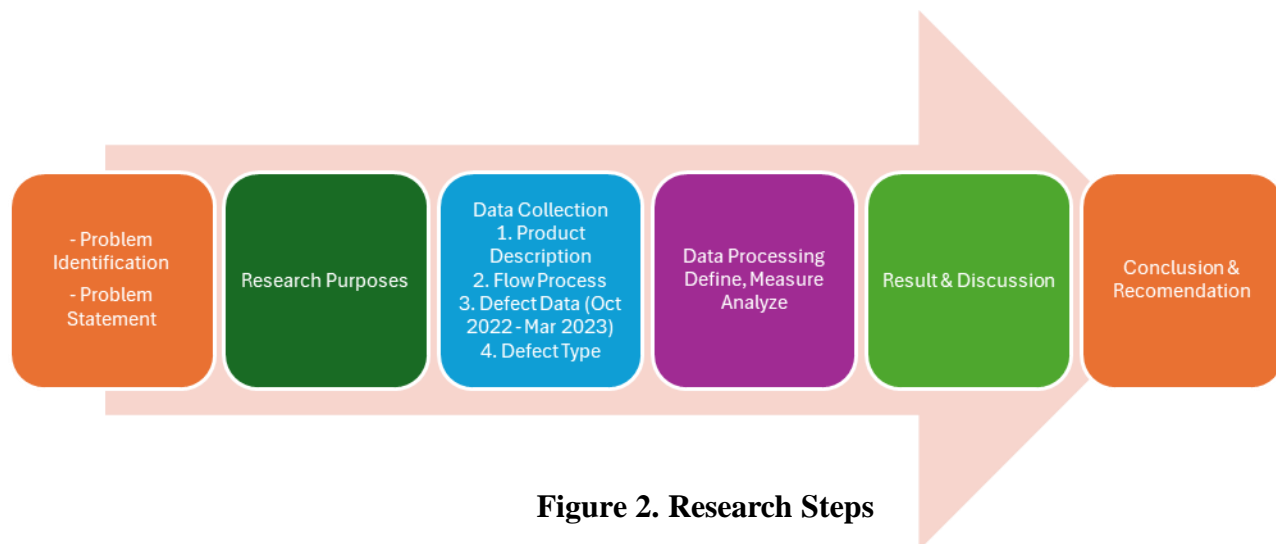 - Problem
Identification
- Problem
Statement
Research Purposes
Data Collection
1. Product
Description
2. Flow Process
3. Defect Data (Oct
2022 - Mar 2023)
4. Defect Type
Data Processing
Define, Measure
Analyze
Result & Discussion
Conclusion &
Recomendation
Figure 2. Research Steps